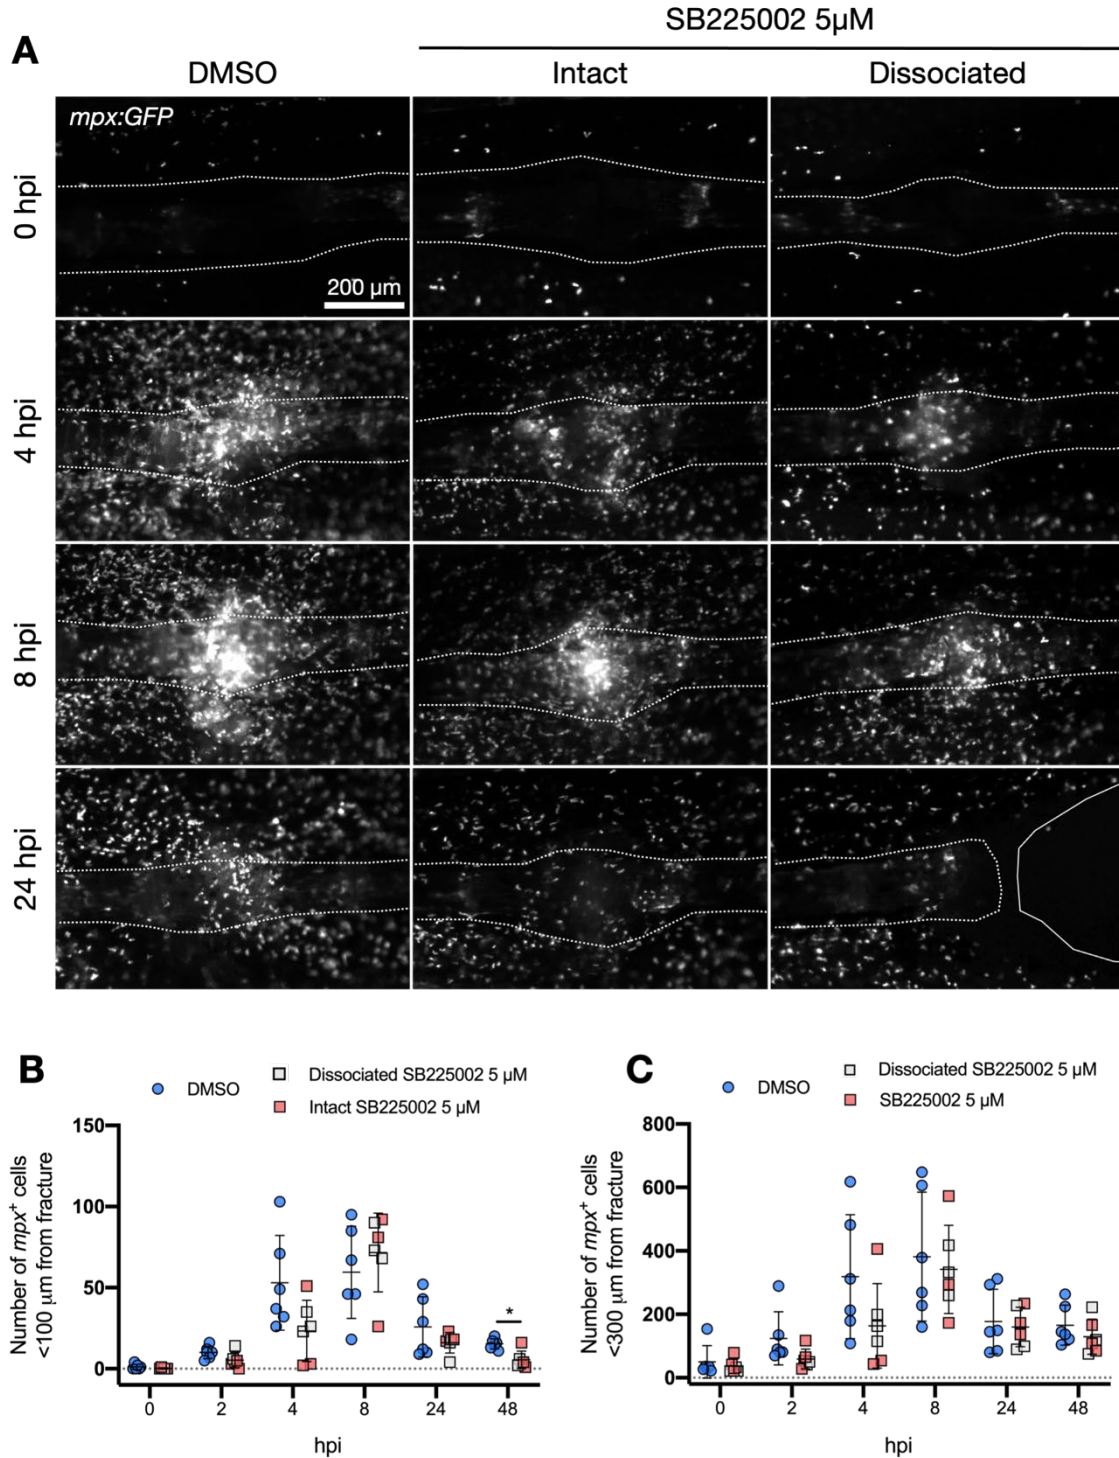 SB225002 5µM
A
DMSO
Intact
Dissociated
mpx:GFP
0 hpi
200 µm
4 hpi
8 hpi
24 hpi
B
DMSO
Dissociated SB225002 5 µM
Intact SB225002 5 µM
Number of mpx+ cells
<100 µm from fracture
150
100
50
0
*
0 2 4 8 24 48
hpi
C
DMSO
Dissociated SB225002 5 µM
SB225002 5 µM
Number of mpx+ cells
<300 µm from fracture
800
600
400
200
0
0 2 4 8 24 48
hpi